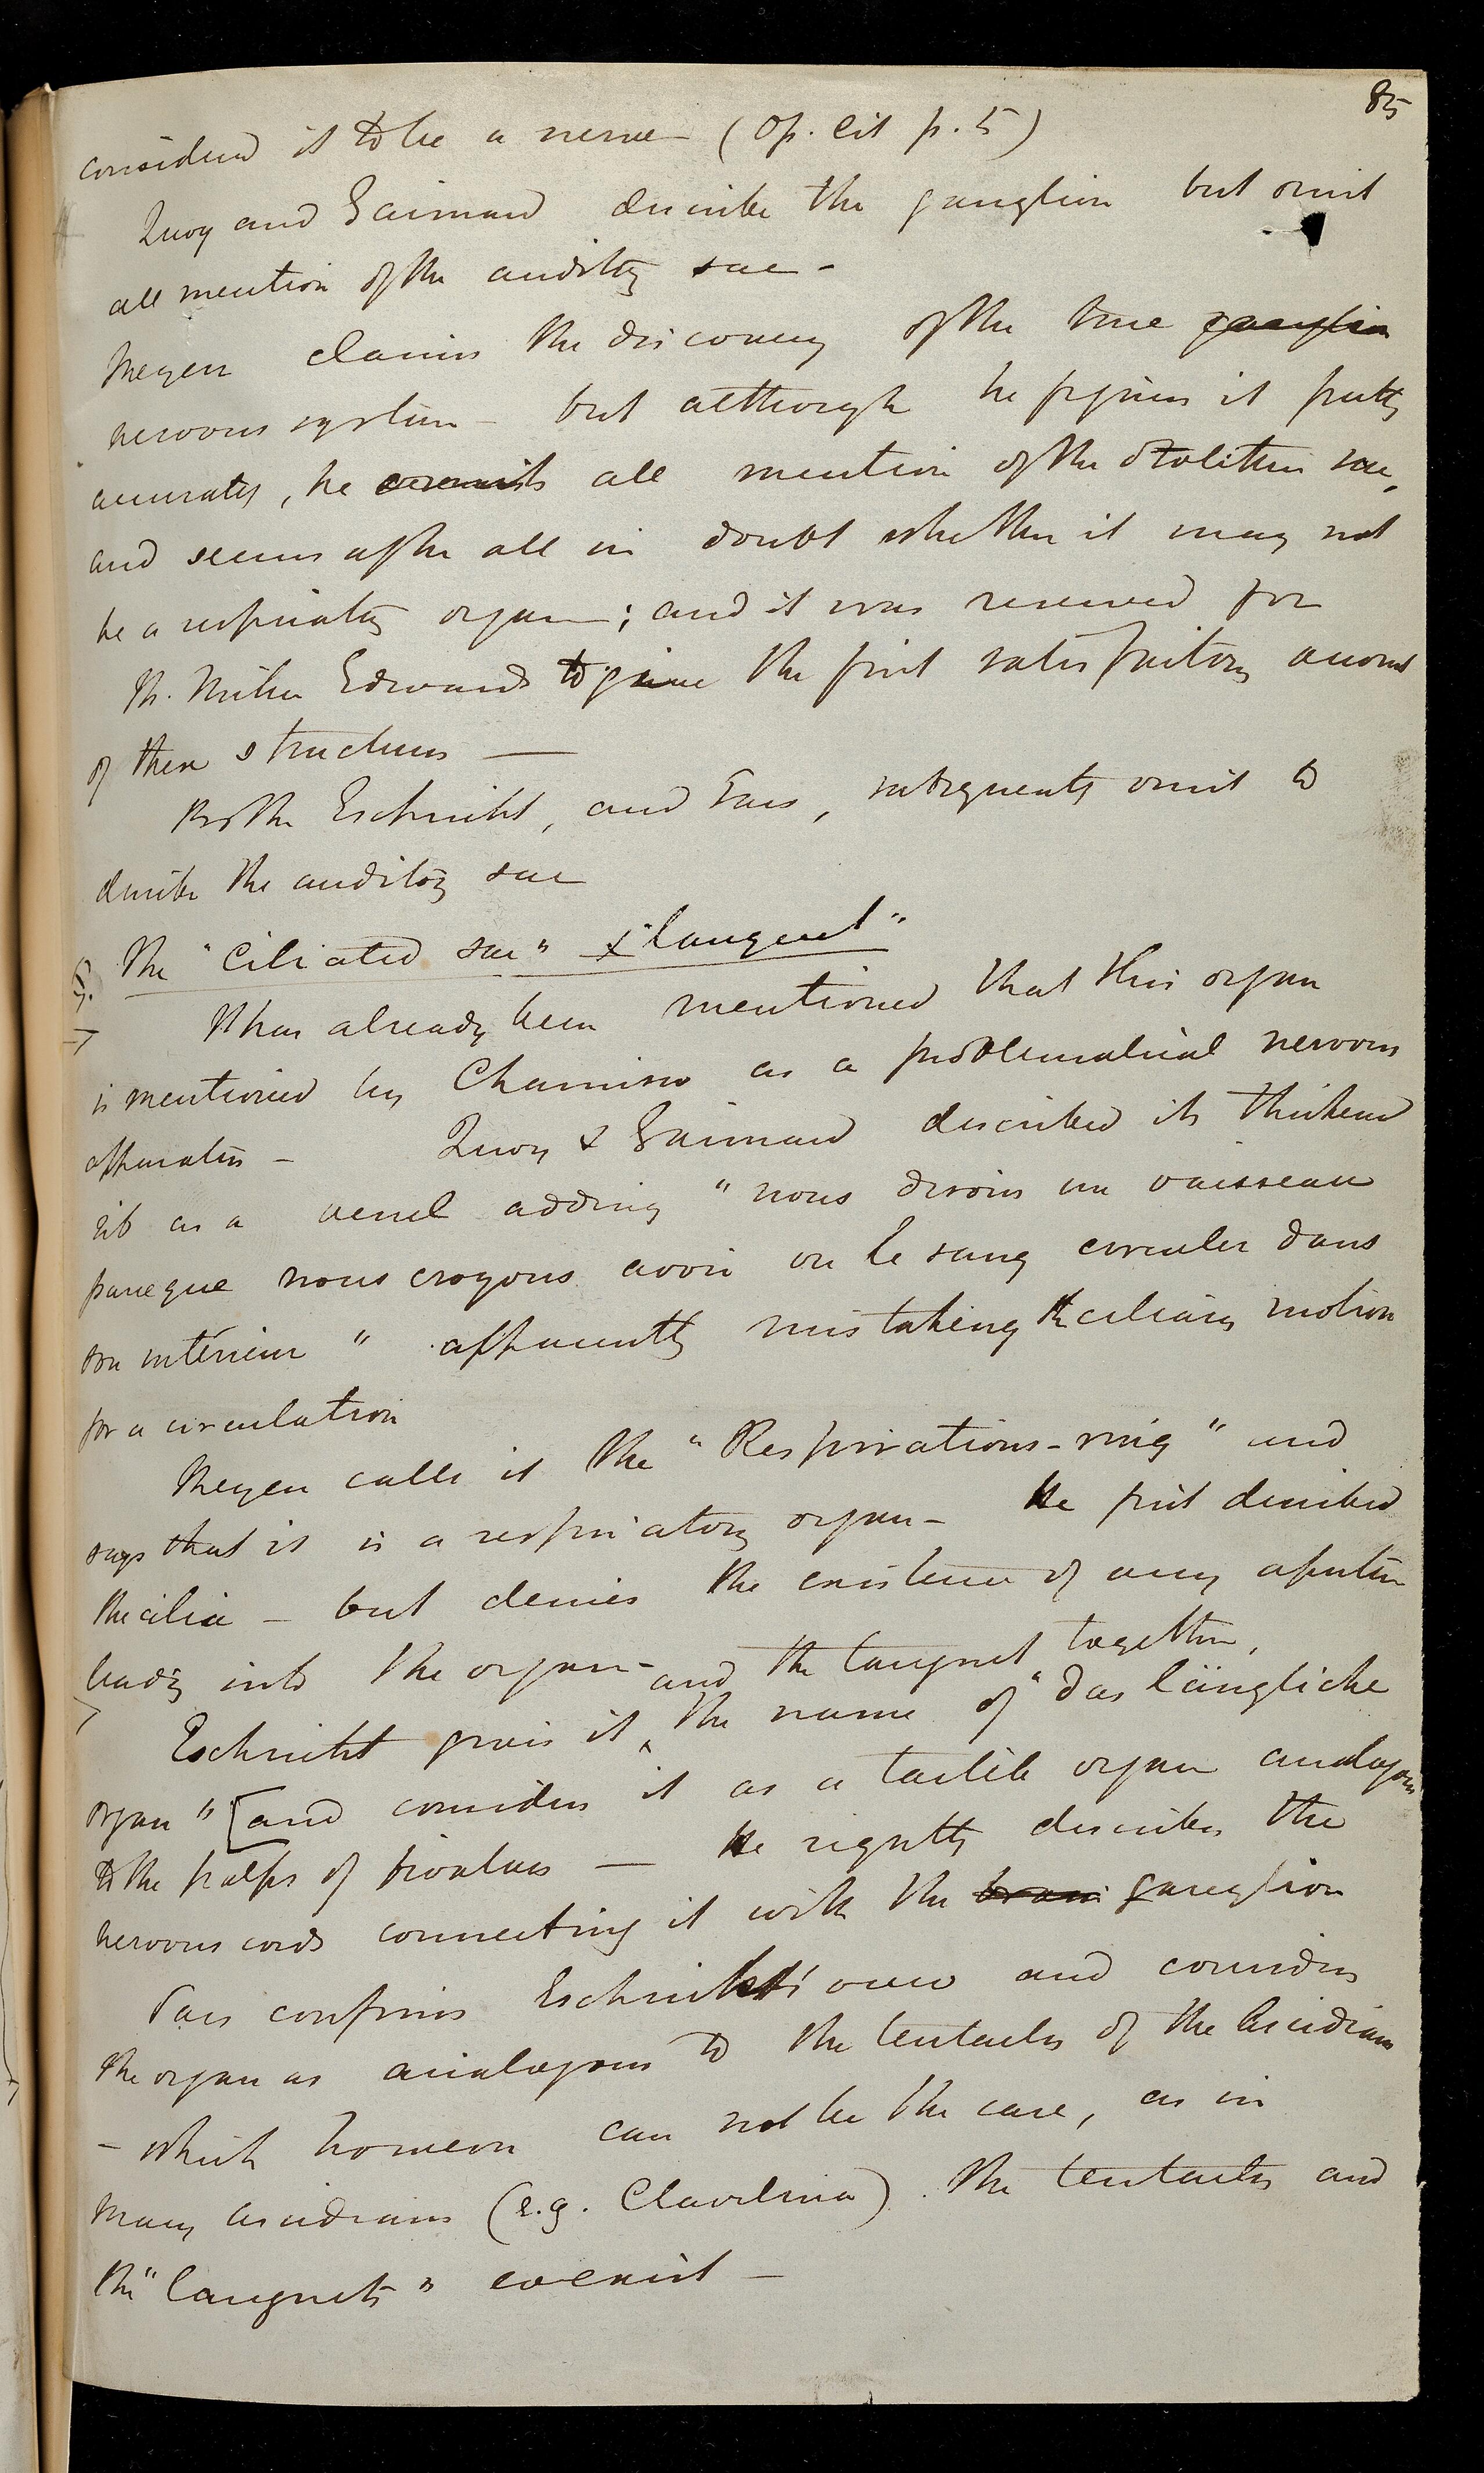 85
considered it to be a nerve – (Op. Cit p. 5)
Quoy and Gaimard describe the ganglion but omit
all mention of the auditory sac –
Meyen claims the discovery of the true ganglion
nervous system – but although he figures it pretty
accurately, he omits all mention of the otolithic sac,
and seems after all in doubt whether it may not
be a respiratory organ; and it was reserved for
M. Milne Edwards to give the first satisfactory account
of these structures —
Both Eschricht, and Sars, subsequently omit to
describe the auditory sac
5. The "Ciliated sac" & "languet"
It has already been mentioned that this organ
is mentioned by Chamisso as a problematical nervous
apparatus – Quoy & Gaimard described its thickened
as a vessel adding "nous disons un vaisseau
parceque nous croyons avoir vu le sang circuler dans
son intérieur" apparently mistaking the ciliary motion
for a circulation
Meyen calls it the "Respirations-ring" and
says that it is a respiratory organ – He first described
the cilia – but denies the existence of any aperture
leading into the organ –
and the languet together,
Eschricht gives it the name of "das längliche
organ" [and considers it as a tactile organ analogous
to the palps of bivalves — He rightly describes the
nervous cords connecting it with the brain ganglion
Sars confirms Eschricht's view and considers
the organ as analogous to the tentacles of the Ascidians
– which however can not be the case, as in
many Ascidians (e.g. Clavelina) the tentacles and
the "languets" coexist –